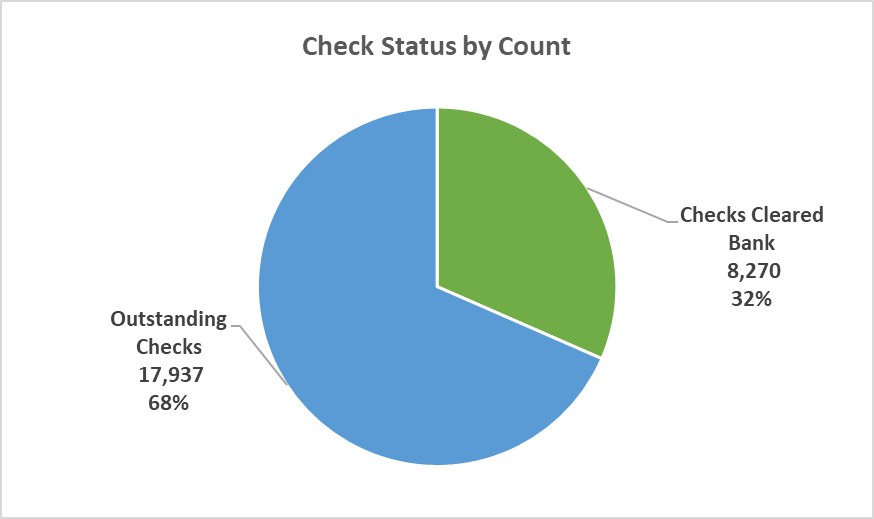 Check Status by Count
Checks Cleared
Bank
8,270
32%
Outstanding
Checks
17,937
68%